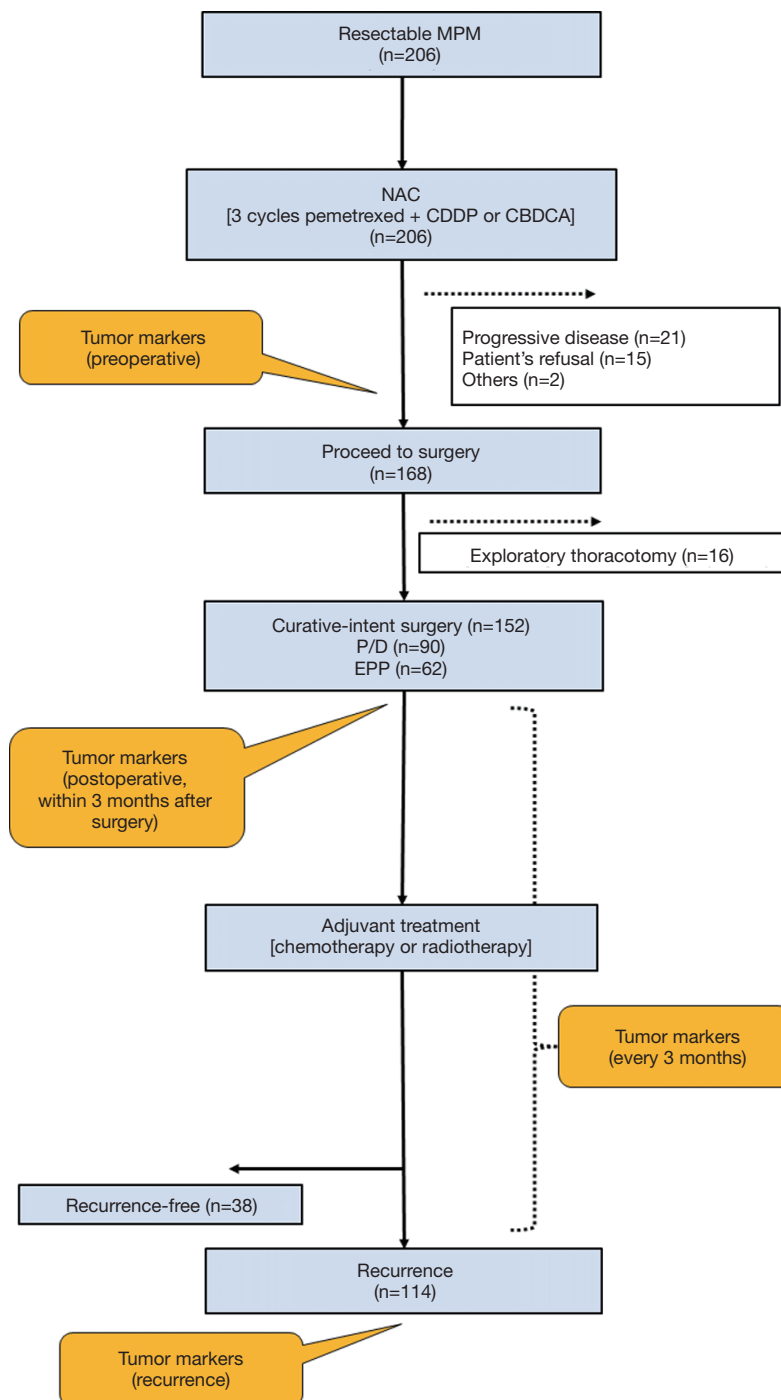 Resectable MPM
(n=206)
NAC
[3 cycles pemetrexed + CDDP or CBDCA]
(n=206)
Tumor markers
(preoperative)
Progressive disease (n=21)
Patient's refusal (n=15)
Others (n=2)
Proceed to surgery
(n=168)
Exploratory thoracotomy (n=16)
Curative-intent surgery (n=152)
P/D (n=90)
EPP (n=62)
Tumor markers
(postoperative,
within 3 months after
surgery)
Adjuvant treatment
[chemotherapy or radiotherapy]
Tumor markers
(every 3 months)
Recurrence-free (n=38)
Recurrence
(n=114)
Tumor markers
(recurrence)